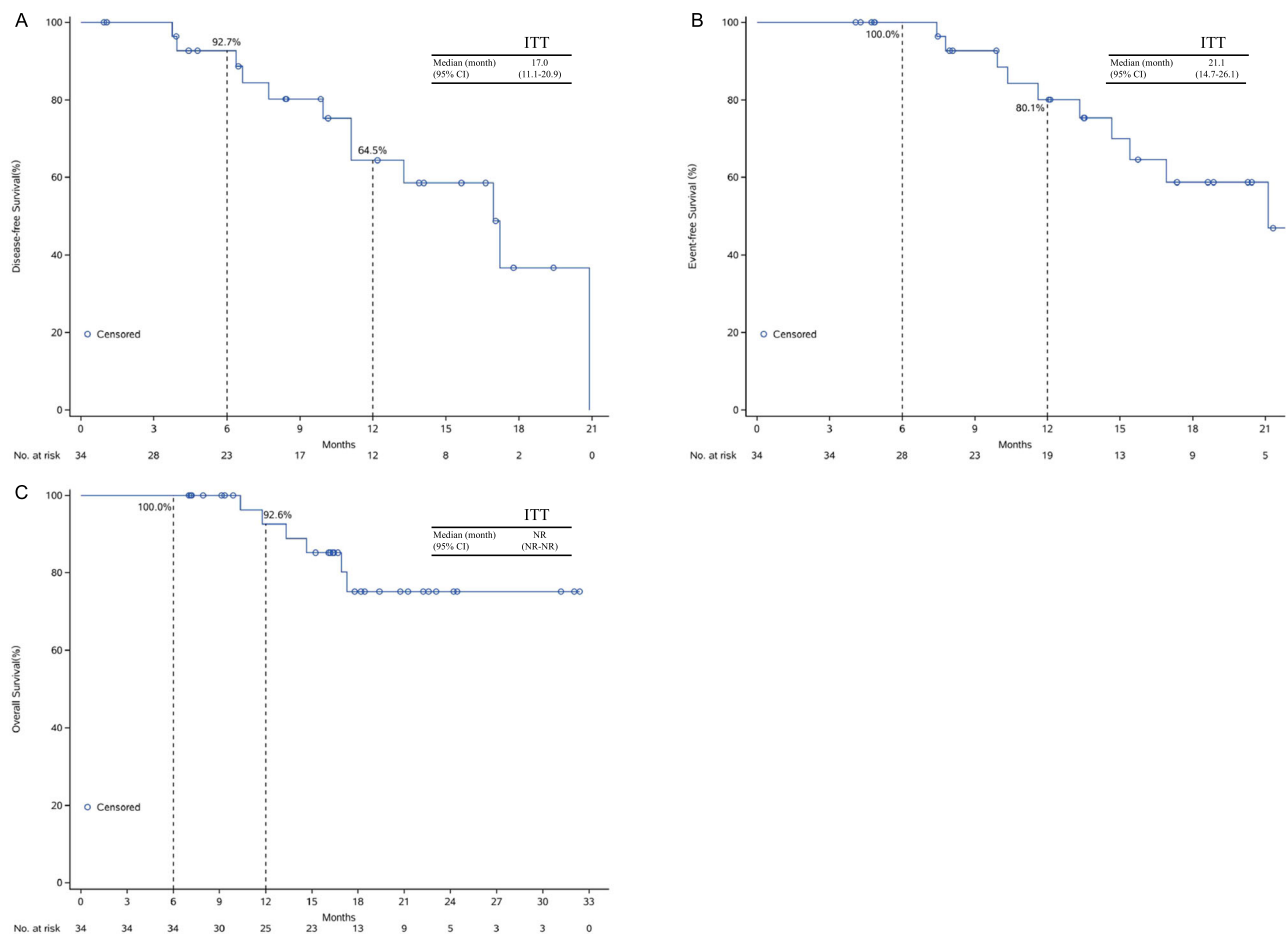 A
Disease-free Survival(%)
100
80
60
40
20
0
92.7%
64.5%
ITT
Median (month) 17.0
(95% CI) (11.1-20.9)
Censored
0 3 6 9 12 15 18 21
Months
No. at risk 34 28 23 17 12 8 2 0
B
Event-free Survival (%)
100
80
60
40
20
0
100.0%
80.1%
ITT
Median (month) 21.1
(95% CI) (14.7-26.1)
Censored
0 3 6 9 12 15 18 21
Months
No. at risk 34 34 28 23 19 13 9 5
C
Overall Survival(%)
100
80
60
40
20
0
100.0%
92.6%
ITT
Median (month) NR
(95% CI) (NR-NR)
Censored
0 3 6 9 12 15 18 21 24 27 30 33
Months
No. at risk 34 34 34 30 25 23 13 9 5 3 3 0